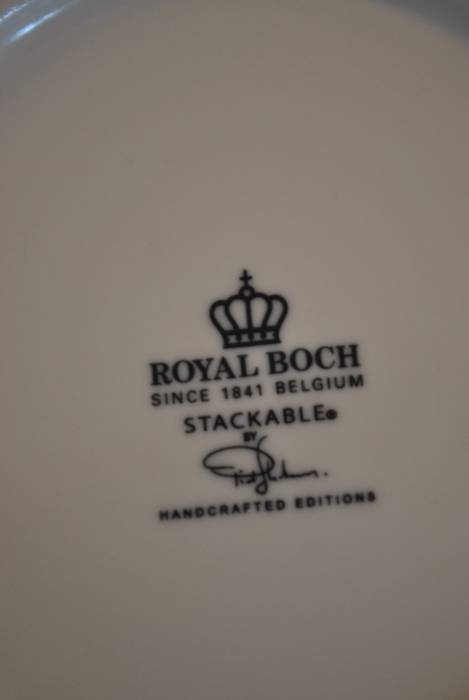 ROYAL BOCH
SINCE 1841 BELGIUM
STACKABLE®
BY
HANDCRAFTED EDITIONS